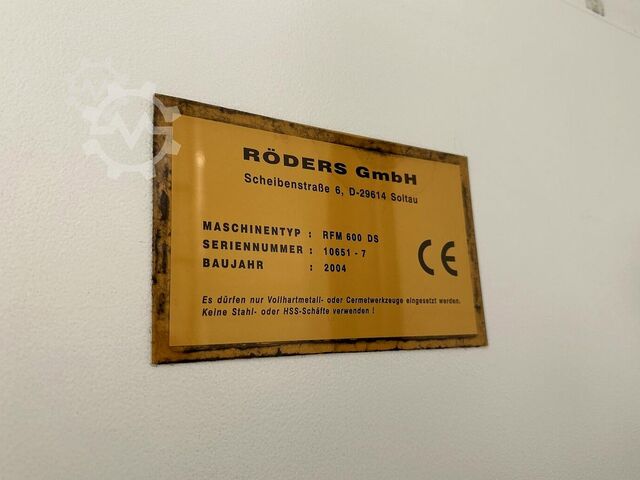 RÖDERS GmbH
Scheibenstraße 6, D-29614 Soltau
MASCHINENTYP : RFM 600 DS
SERIENNUMMER : 10651 - 7
BAUJAHR : 2004
CE
Es dürfen nur Vollhartmetall- oder Cermetwerkzeuge eingesetzt werden.
Keine Stahl- oder HSS-Schäfte verwenden !